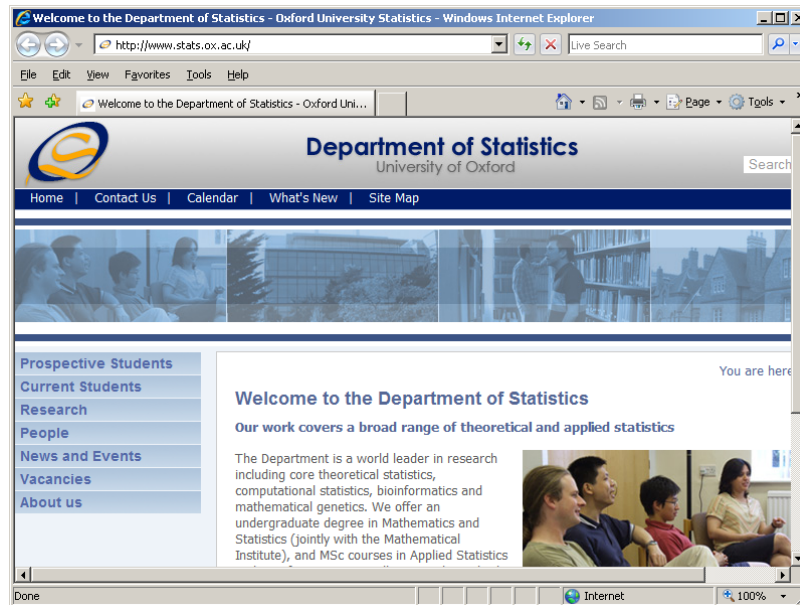 Welcome to the Department of Statistics - Oxford University Statistics - Windows Internet Explorer
http://www.stats.ox.ac.uk/
Live Search
File Edit View Favorites Tools Help
Welcome to the Department of Statistics - Oxford Uni...
Page Tools
Department of Statistics
University of Oxford
Search
Home | Contact Us | Calendar | What's New | Site Map
Prospective Students
Current Students
Research
People
News and Events
Vacancies
About us
You are here
Welcome to the Department of Statistics
Our work covers a broad range of theoretical and applied statistics
The Department is a world leader in research
including core theoretical statistics,
computational statistics, bioinformatics and
mathematical genetics. We offer an
undergraduate degree in Mathematics and
Statistics (jointly with the Mathematical
Institute), and MSc courses in Applied Statistics
Done
Internet
100%